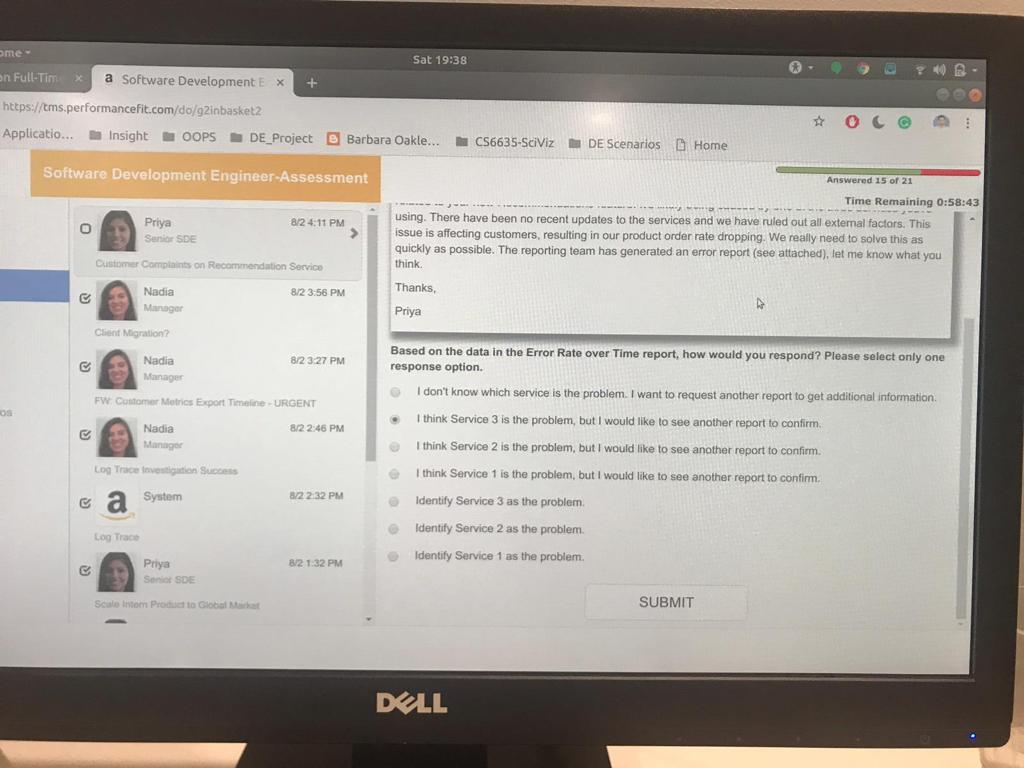 ome
Sat 19:38
on Full-Time
a Software Development E
https://tms.performancefit.com/do/g2inbasket2
Applicatio... Insight OOPS DE_Project Barbara Oakle... CS6635-SciViz DE Scenarios Home
Software Development Engineer-Assessment
Answered 15 of 21
Time Remaining 0:58:43
Priya 8/2 4:11 PM
Senior SDE
Customer Complaints on Recommendation Service
Nadia 8/2 3:56 PM
Manager
Client Migration?
Nadia 8/2 3:27 PM
Manager
FW: Customer Metrics Export Timeline - URGENT
Nadia 8/2 2:46 PM
Manager
Log Trace Investigation Success
a System 8/2 2:32 PM
Log Trace
Priya 8/2 1:32 PM
Senior SDE
Scale Intern Product to Global Market
os
using. There have been no recent updates to the services and we have ruled out all external factors. This
issue is affecting customers, resulting in our product order rate dropping. We really need to solve this as
quickly as possible. The reporting team has generated an error report (see attached), let me know what you
think.
Thanks,
Priya
Based on the data in the Error Rate over Time report, how would you respond? Please select only one
response option.
I don't know which service is the problem. I want to request another report to get additional information.
I think Service 3 is the problem, but I would like to see another report to confirm.
I think Service 2 is the problem, but I would like to see another report to confirm.
I think Service 1 is the problem, but I would like to see another report to confirm.
Identify Service 3 as the problem.
Identify Service 2 as the problem.
Identify Service 1 as the problem.
SUBMIT
DELL